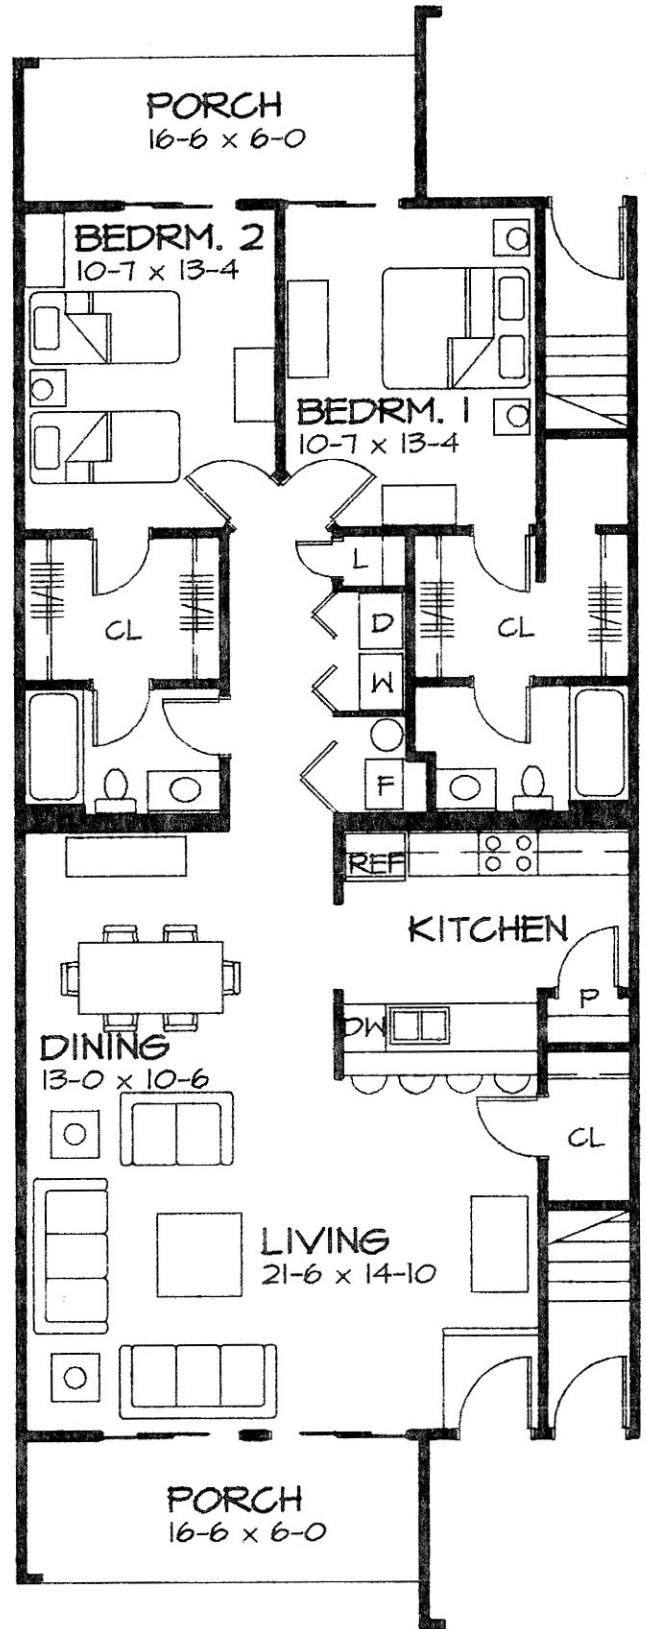 PORCH
16-6 x 6-0
BEDRM. 2
10-7 x 13-4
BEDRM. 1
10-7 x 13-4
L
D
CL
CL
W
F
REF
KITCHEN
P
DW
DINING
13-0 x 10-6
CL
LIVING
21-6 x 14-10
PORCH
16-6 x 6-0